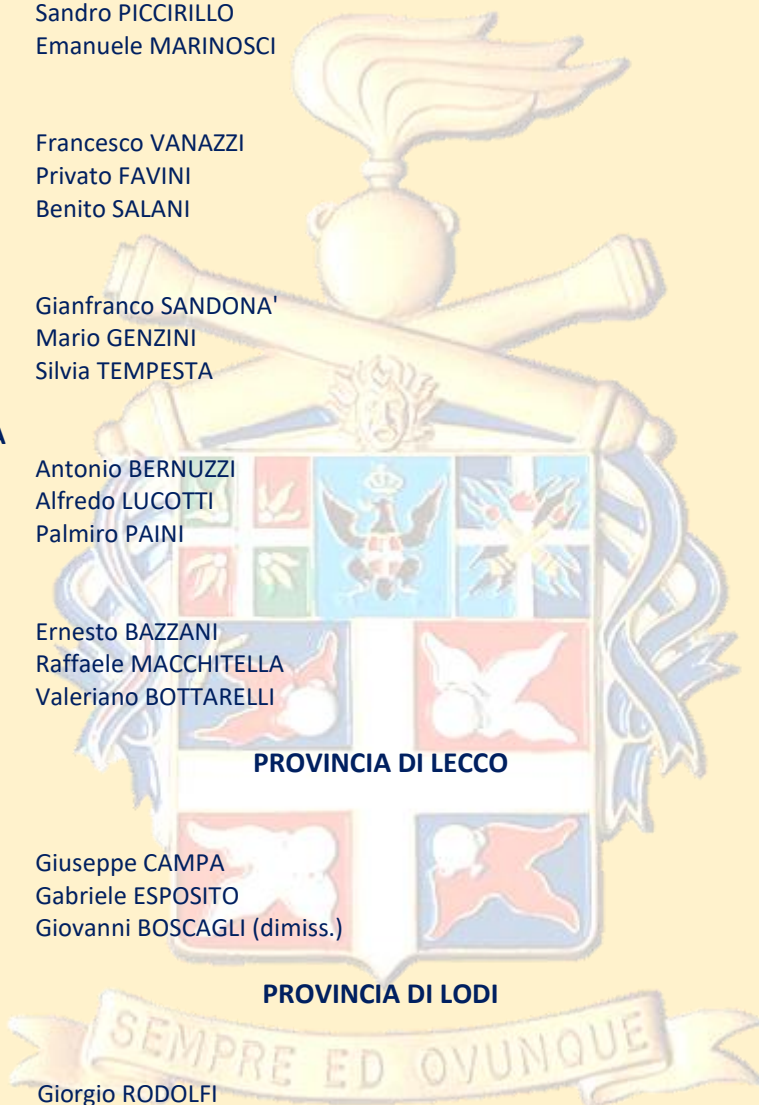 Sandro PICCIRILLO
Emanuele MARINOSCI
Francesco VANAZZI
Privato FAVINI
Benito SALANI
Gianfranco SANDONA'
Mario GENZINI
Silvia TEMPESTA
A
Antonio BERNUZZI
Alfredo LUCOTTI
Palmiro PAINI
Ernesto BAZZANI
Raffaele MACCHITELLA
Valeriano BOTTARELLI
PROVINCIA DI LECCO
Giuseppe CAMPA
Gabriele ESPOSITO
Giovanni BOSCAGLI (dimiss.)
PROVINCIA DI LODI
SEMPRE ED OVUNQUE
Giorgio RODOLFI